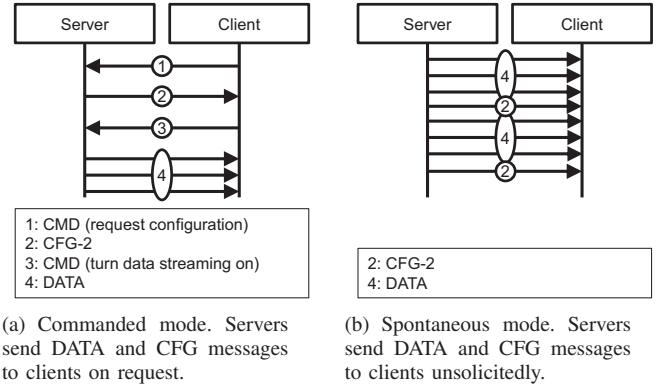 Server
Client
1
2
3
4
1: CMD (request configuration)
2: CFG-2
3: CMD (turn data streaming on)
4: DATA
(a) Commanded mode. Servers
send DATA and CFG messages
to clients on request.
Server
Client
4
2
4
2
2: CFG-2
4: DATA
(b) Spontaneous mode. Servers
send DATA and CFG messages
to clients unsolicitedly.